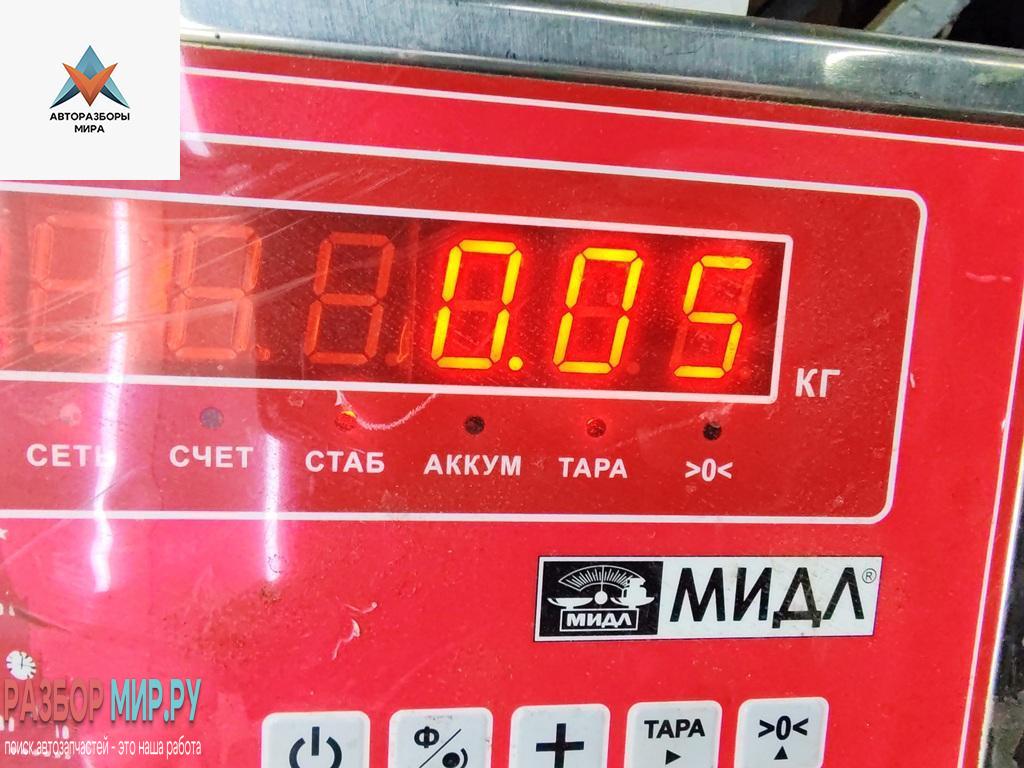 АВТОРАЗБОРЫ
МИРА
0.05
КГ
СЕТЬ СЧЕТ СТАБ АККУМ ТАРА >0<
МИДЛ МИДЛ®
РАЗБОР МИР.РУ
поиск автозапчастей - это наша работа
Ф
+
ТАРА
>0<